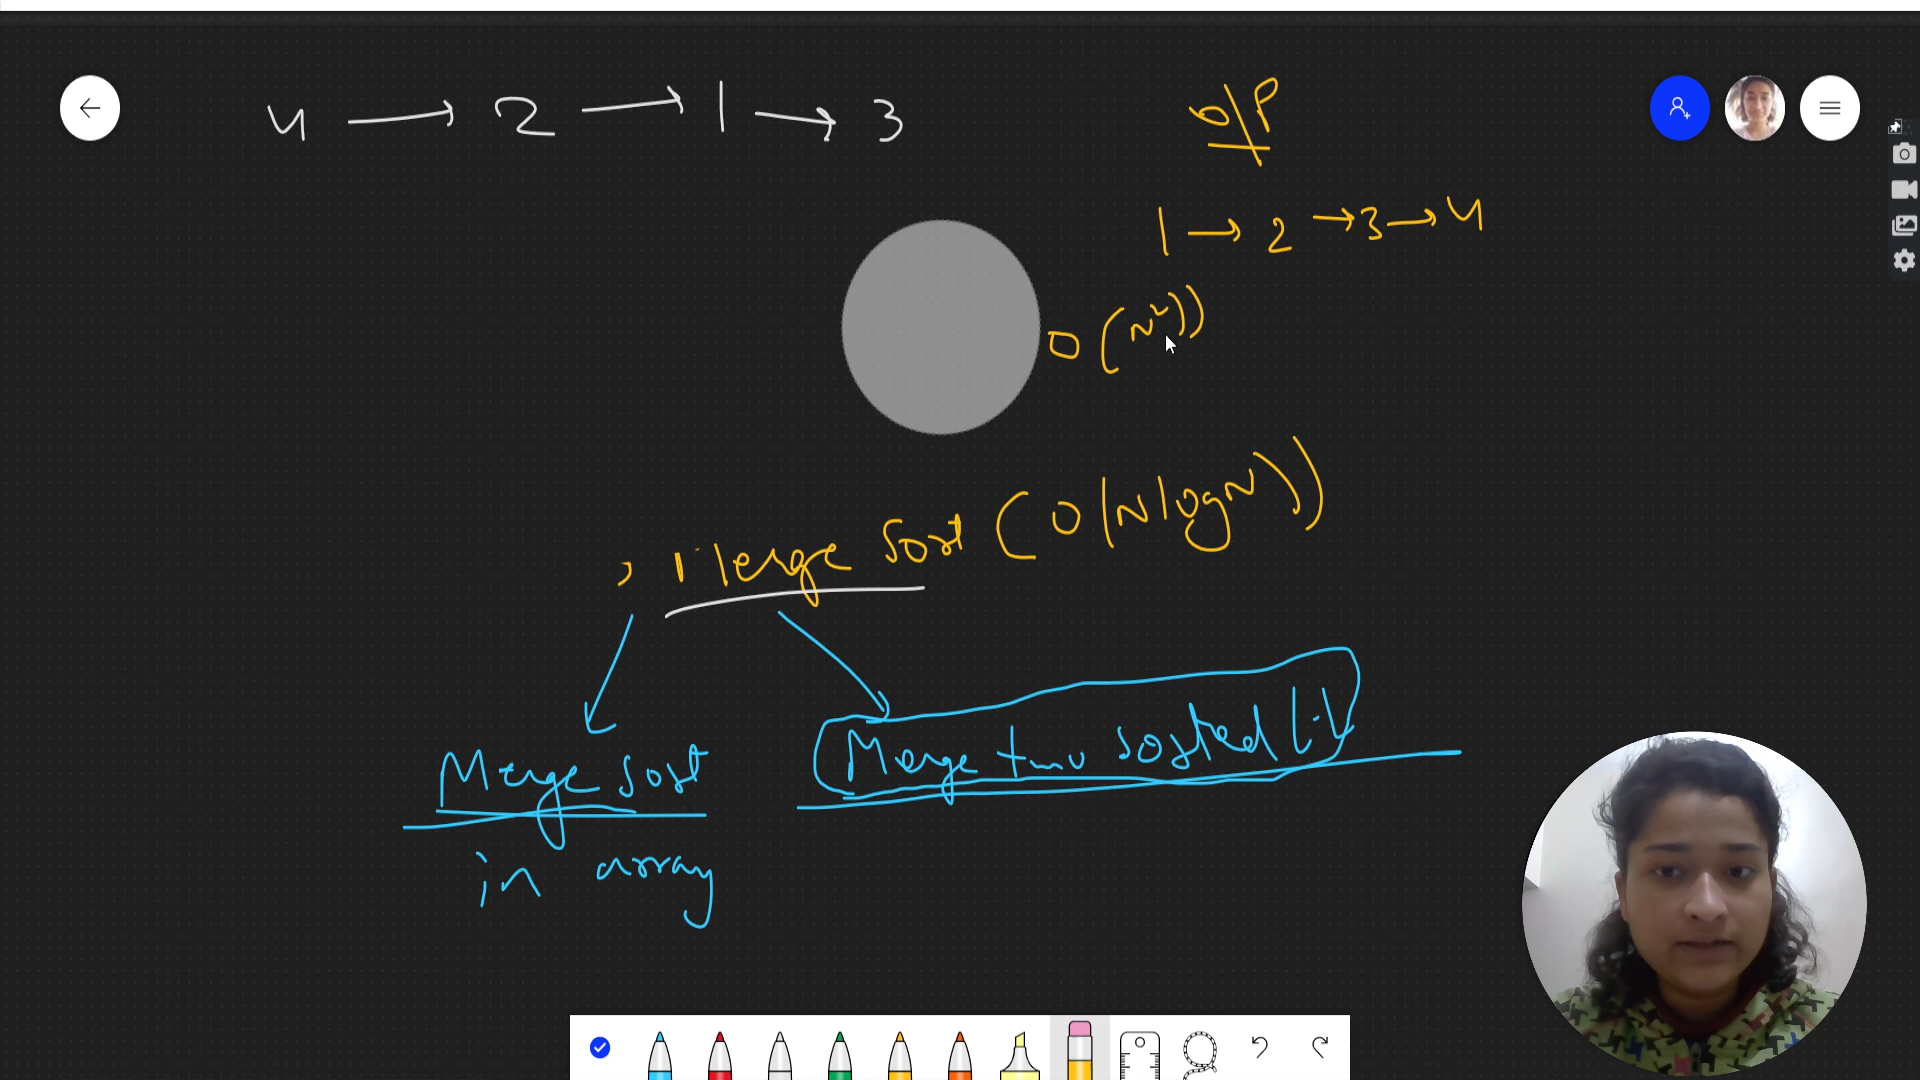 4 → 2 → 1 → 3
O/P
1 → 2 → 3 → 4
O(N²))
Merge Sort (O(NlogN))
Merge Sort
in array
Merge two sorted